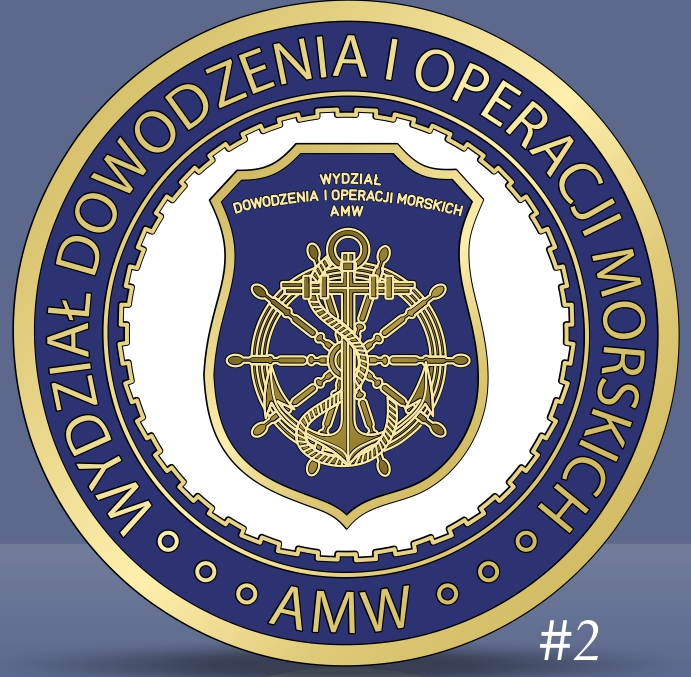 WYDZIAŁ DOWODZENIA I OPERACJI MORSKICH
WYDZIAŁ
DOWODZENIA I OPERACJI MORSKICH
AMW
AMW
#2